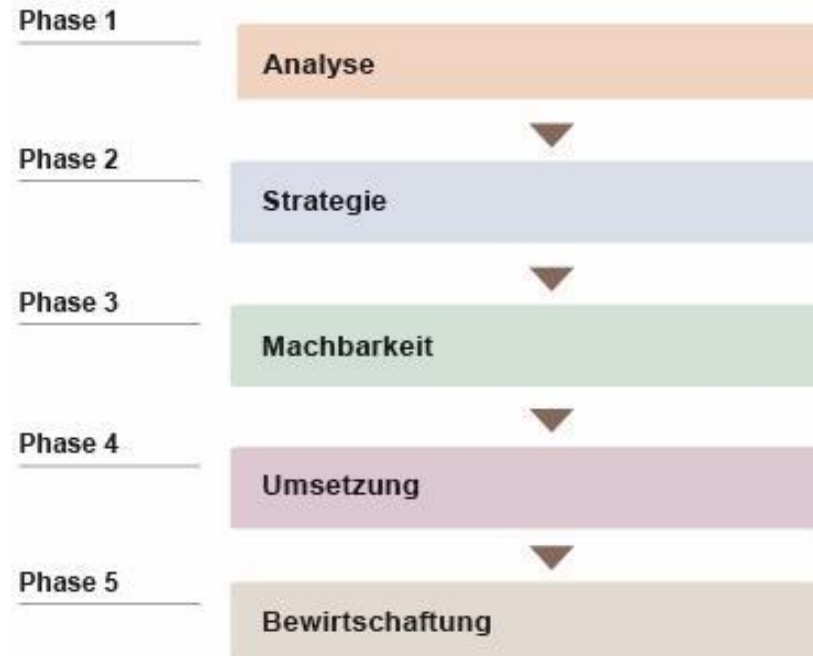 Phase 1
Analyse
Phase 2
Strategie
Phase 3
Machbarkeit
Phase 4
Umsetzung
Phase 5
Bewirtschaftung